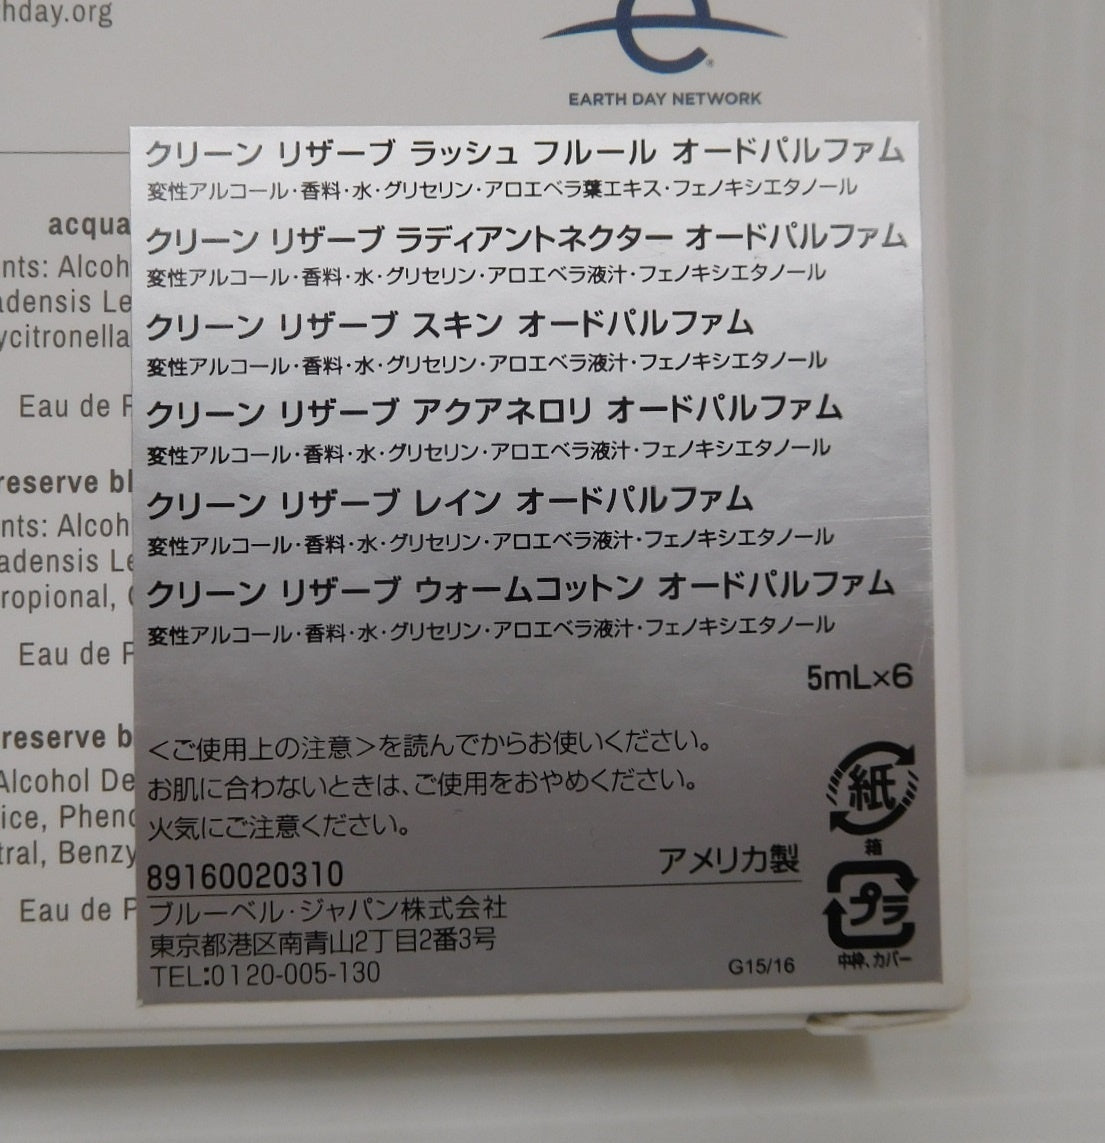 hday.org
EARTH DAY NETWORK
クリーン リザーブ ラッシュ フルール オードパルファム
変性アルコール・香料・水・グリセリン・アロエベラ葉エキス・フェノキシエタノール
クリーン リザーブ ラディアントネクター オードパルファム
変性アルコール・香料・水・グリセリン・アロエベラ液汁・フェノキシエタノール
クリーン リザーブ スキン オードパルファム
変性アルコール・香料・水・グリセリン・アロエベラ液汁・フェノキシエタノール
クリーン リザーブ アクアネロリ オードパルファム
変性アルコール・香料・水・グリセリン・アロエベラ液汁・フェノキシエタノール
クリーン リザーブ レイン オードパルファム
変性アルコール・香料・水・グリセリン・アロエベラ液汁・フェノキシエタノール
クリーン リザーブ ウォームコットン オードパルファム
変性アルコール・香料・水・グリセリン・アロエベラ液汁・フェノキシエタノール
5mL×6
<ご使用上の注意>を読んでからお使いください。
お肌に合わないときは、ご使用をおやめください。
火気にご注意ください。
紙
箱
89160020310 アメリカ製
プラ
中枠、カバー
ブルーベル・ジャパン株式会社
東京都港区南青山2丁目2番3号
TEL:0120-005-130
G15/16
acqua
nts: Alcoh
adensis Le
ycitronella
Eau de P
reserve bl
nts: Alcoh
adensis Le
ropional,
Eau de P
reserve b
Alcohol De
ice, Pheno
tral, Benzy
Eau de P